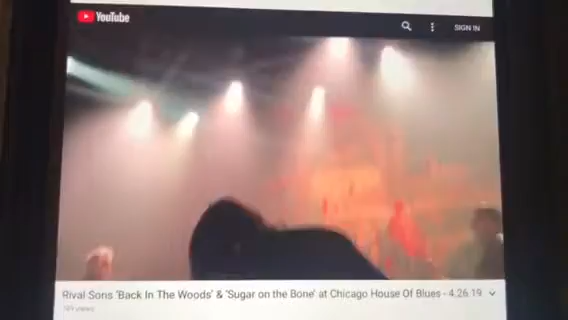 YouTube
SIGN IN
Rival Sons 'Back In The Woods' & 'Sugar on the Bone' at Chicago House Of Blues - 4.26.19
views